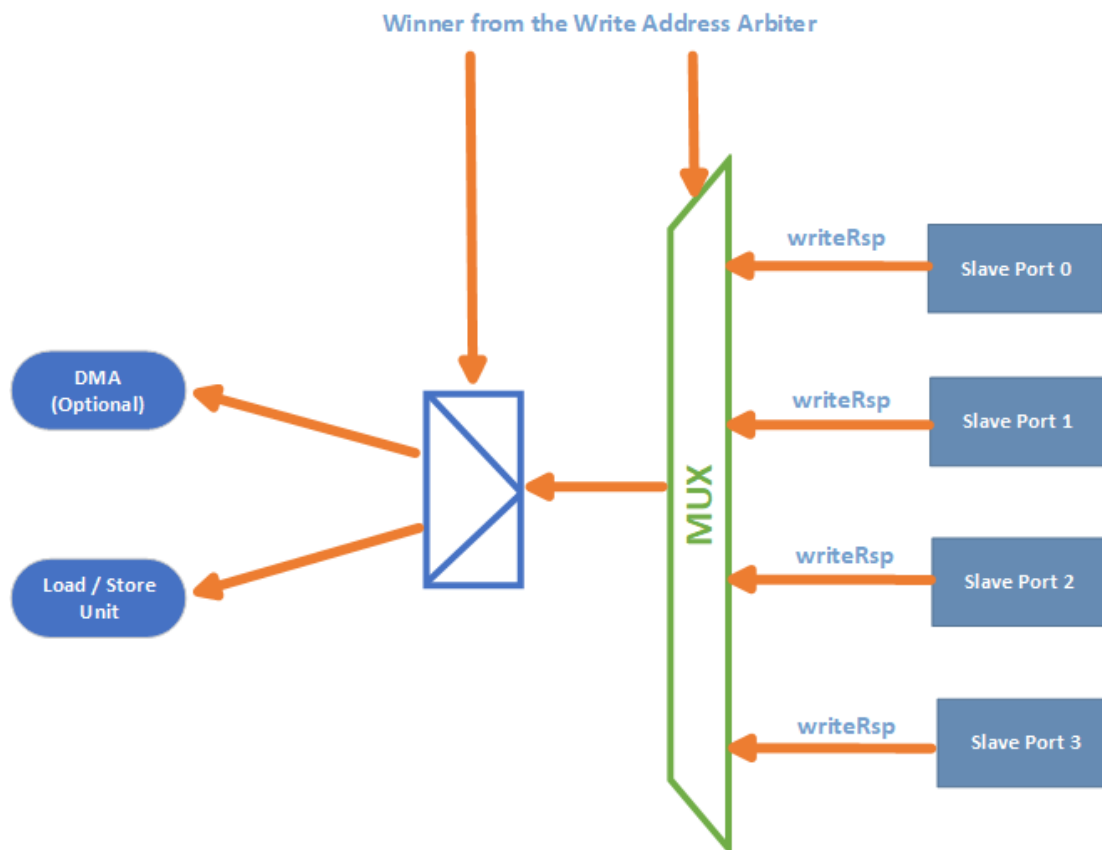 Winner from the Write Address Arbiter
writeRsp
Slave Port 0
DMA
(Optional)
writeRsp
Slave Port 1
MUX
writeRsp
Slave Port 2
Load / Store
Unit
writeRsp
Slave Port 3